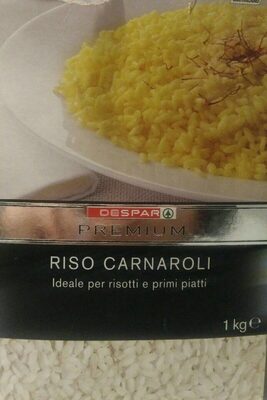 DESPAR
PREMIUM
RISO CARNAROLI
Ideale per risotti e primi piatti
1 kg e